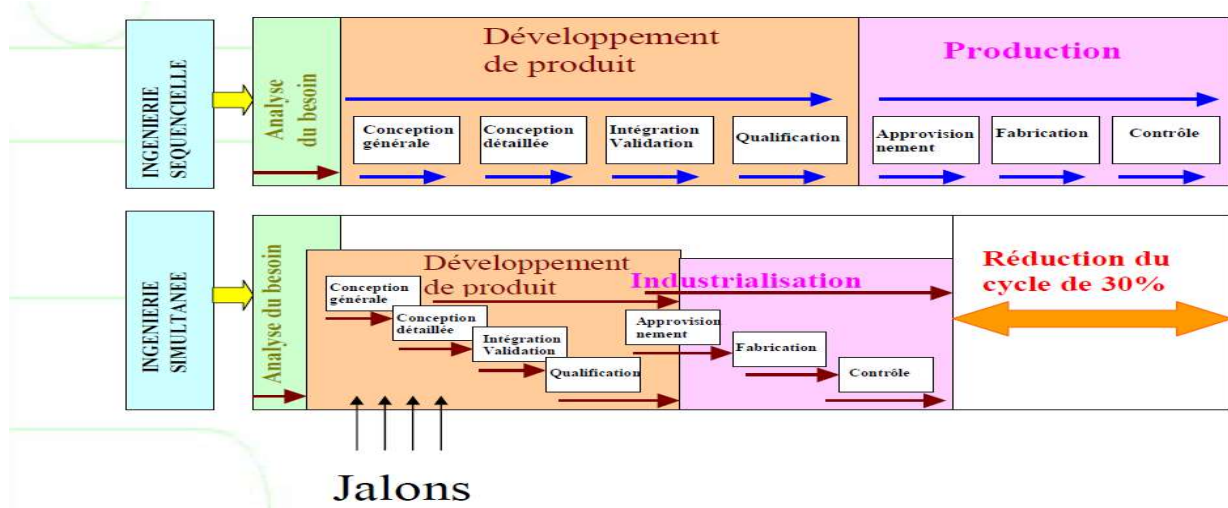 INGENIERIE
SEQUENCIELLE
Analyse
du besoin
Développement
de produit
Production
Conception
générale
Conception
détaillée
Intégration
Validation
Qualification
Approvision
nement
Fabrication
Contrôle
INGENIERIE
SIMULTANEE
Analyse du besoin
Développement
de produit
Industrialisation
Réduction du
cycle de 30%
Conception
générale
Conception
détaillée
Intégration
Validation
Qualification
Approvision
nement
Fabrication
Contrôle
Jalons